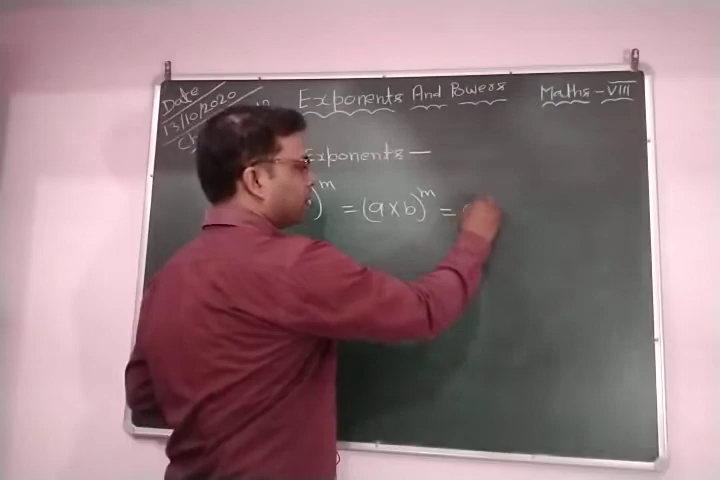 Date
13/10/2020
Exponents And Powers
Maths - VIII
Exponents —
)^m = (a×b)^m =